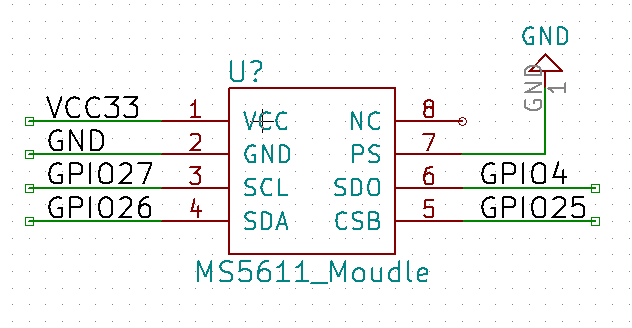 GND
GND
1
U?
VCC33 1 VCC NC 8
GND 2 GND PS 7
GPIO27 3 SCL SDO 6 GPIO4
GPIO26 4 SDA CSB 5 GPIO25
MS5611_Moudle